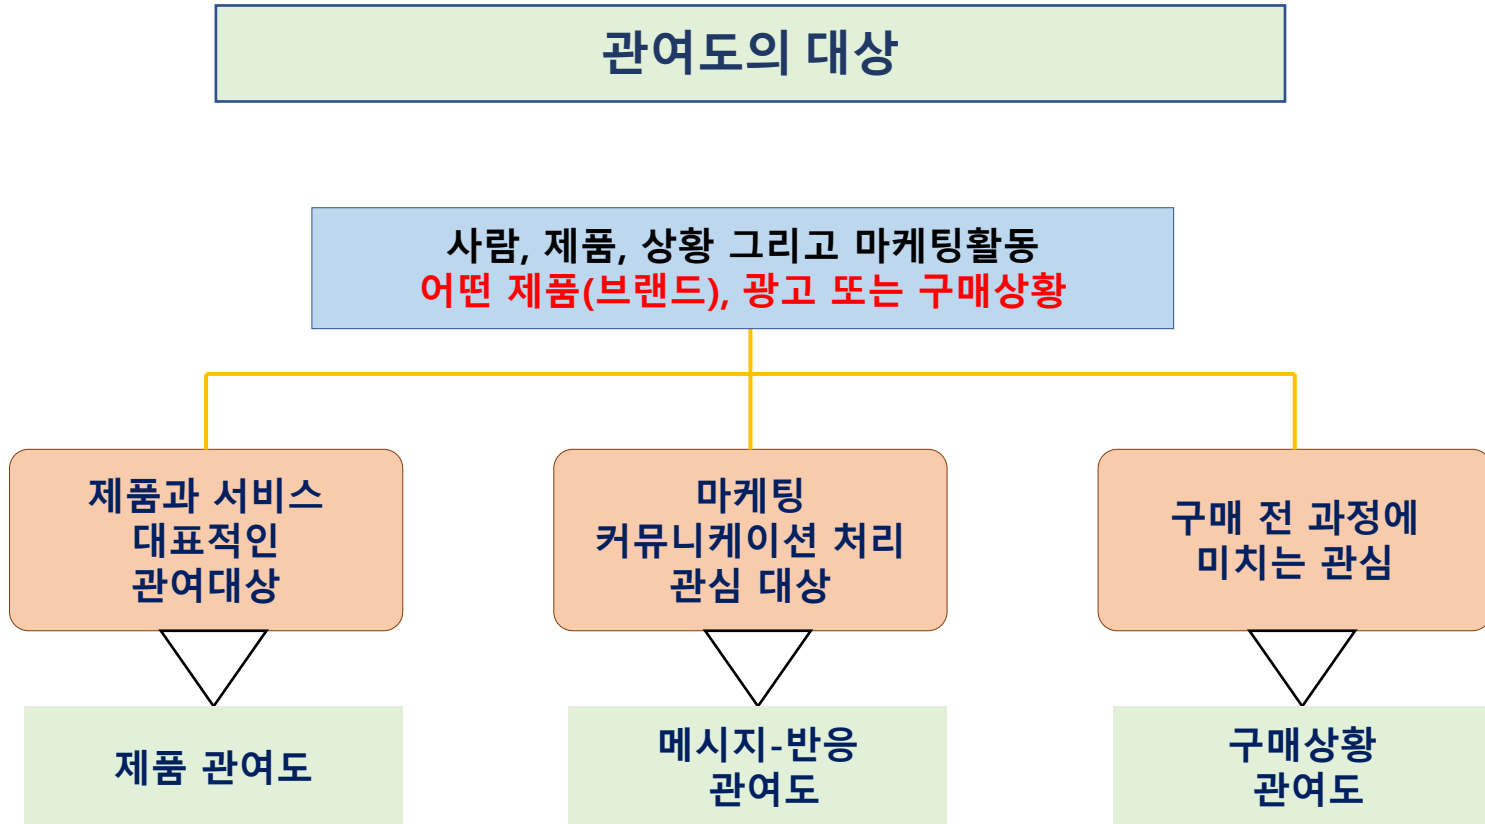 관여도의 대상
사람, 제품, 상황 그리고 마케팅활동
어떤 제품(브랜드), 광고 또는 구매상황
제품과 서비스
대표적인
관여대상
마케팅
커뮤니케이션 처리
관심 대상
구매 전 과정에
미치는 관심
제품 관여도
메시지-반응
관여도
구매상황
관여도